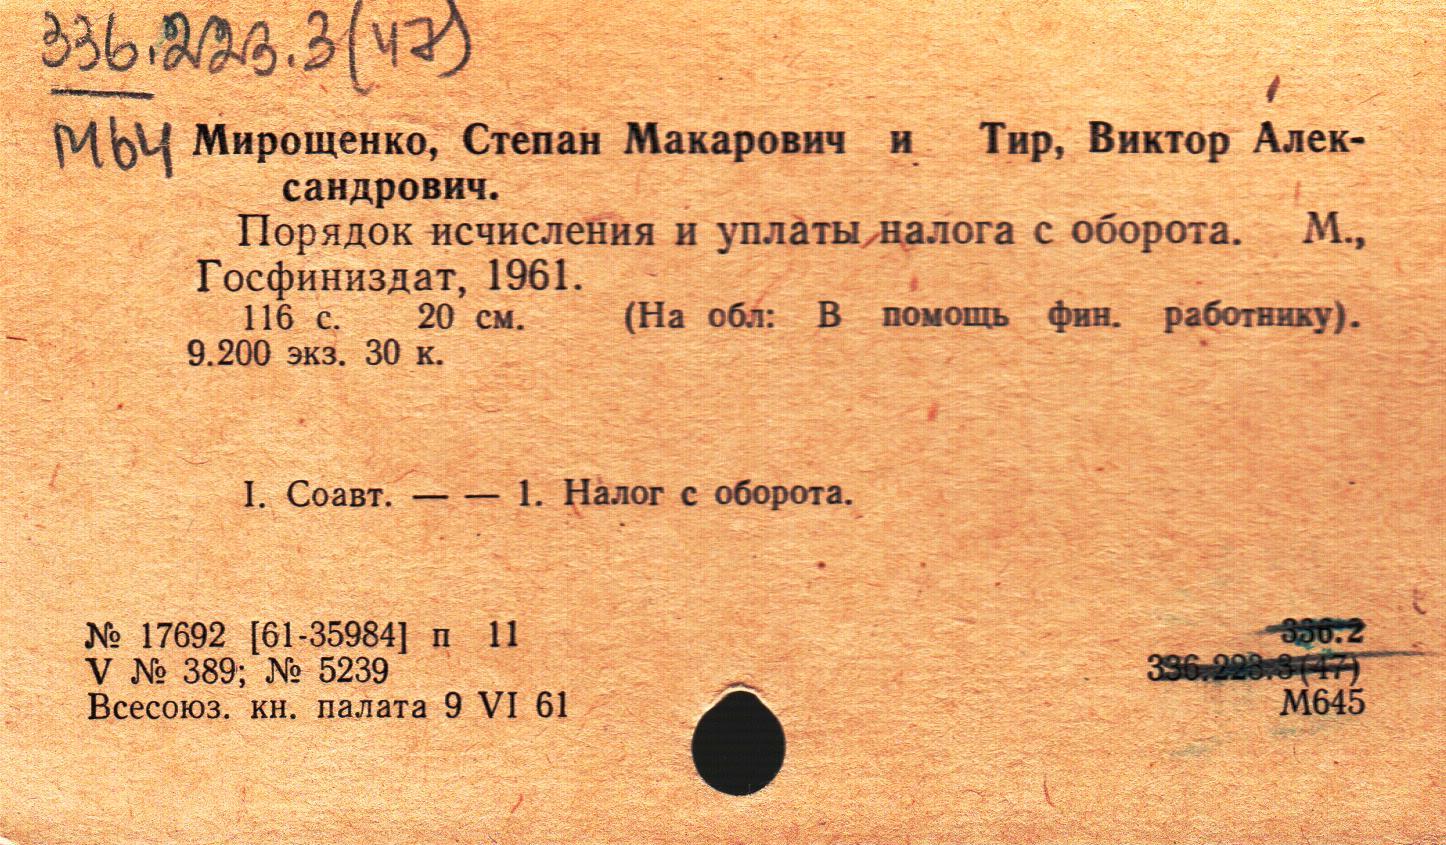 336.223.3(47)
М64
Мирощенко, Степан Макарович и Тир, Виктор Алек-
сандрович.
Порядок исчисления и уплаты налога с оборота. М.,
Госфиниздат, 1961.
116 с. 20 см. (На обл: В помощь фин. работнику).
9.200 экз. 30 к.
I. Соавт. — — 1. Налог с оборота.
№ 17692 [61-35984] п 11
336.2
V № 389; № 5239
336.223.3(47)
Всесоюз. кн. палата 9 VI 61
М645